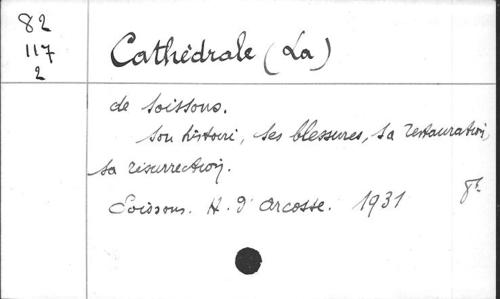 82
117
2
Cathédrale (La)
de Soissons.
Son histoire, ses blessures, sa restauration,
sa résurrection.
Soissons. H. d'Arcosse. 1931 8°